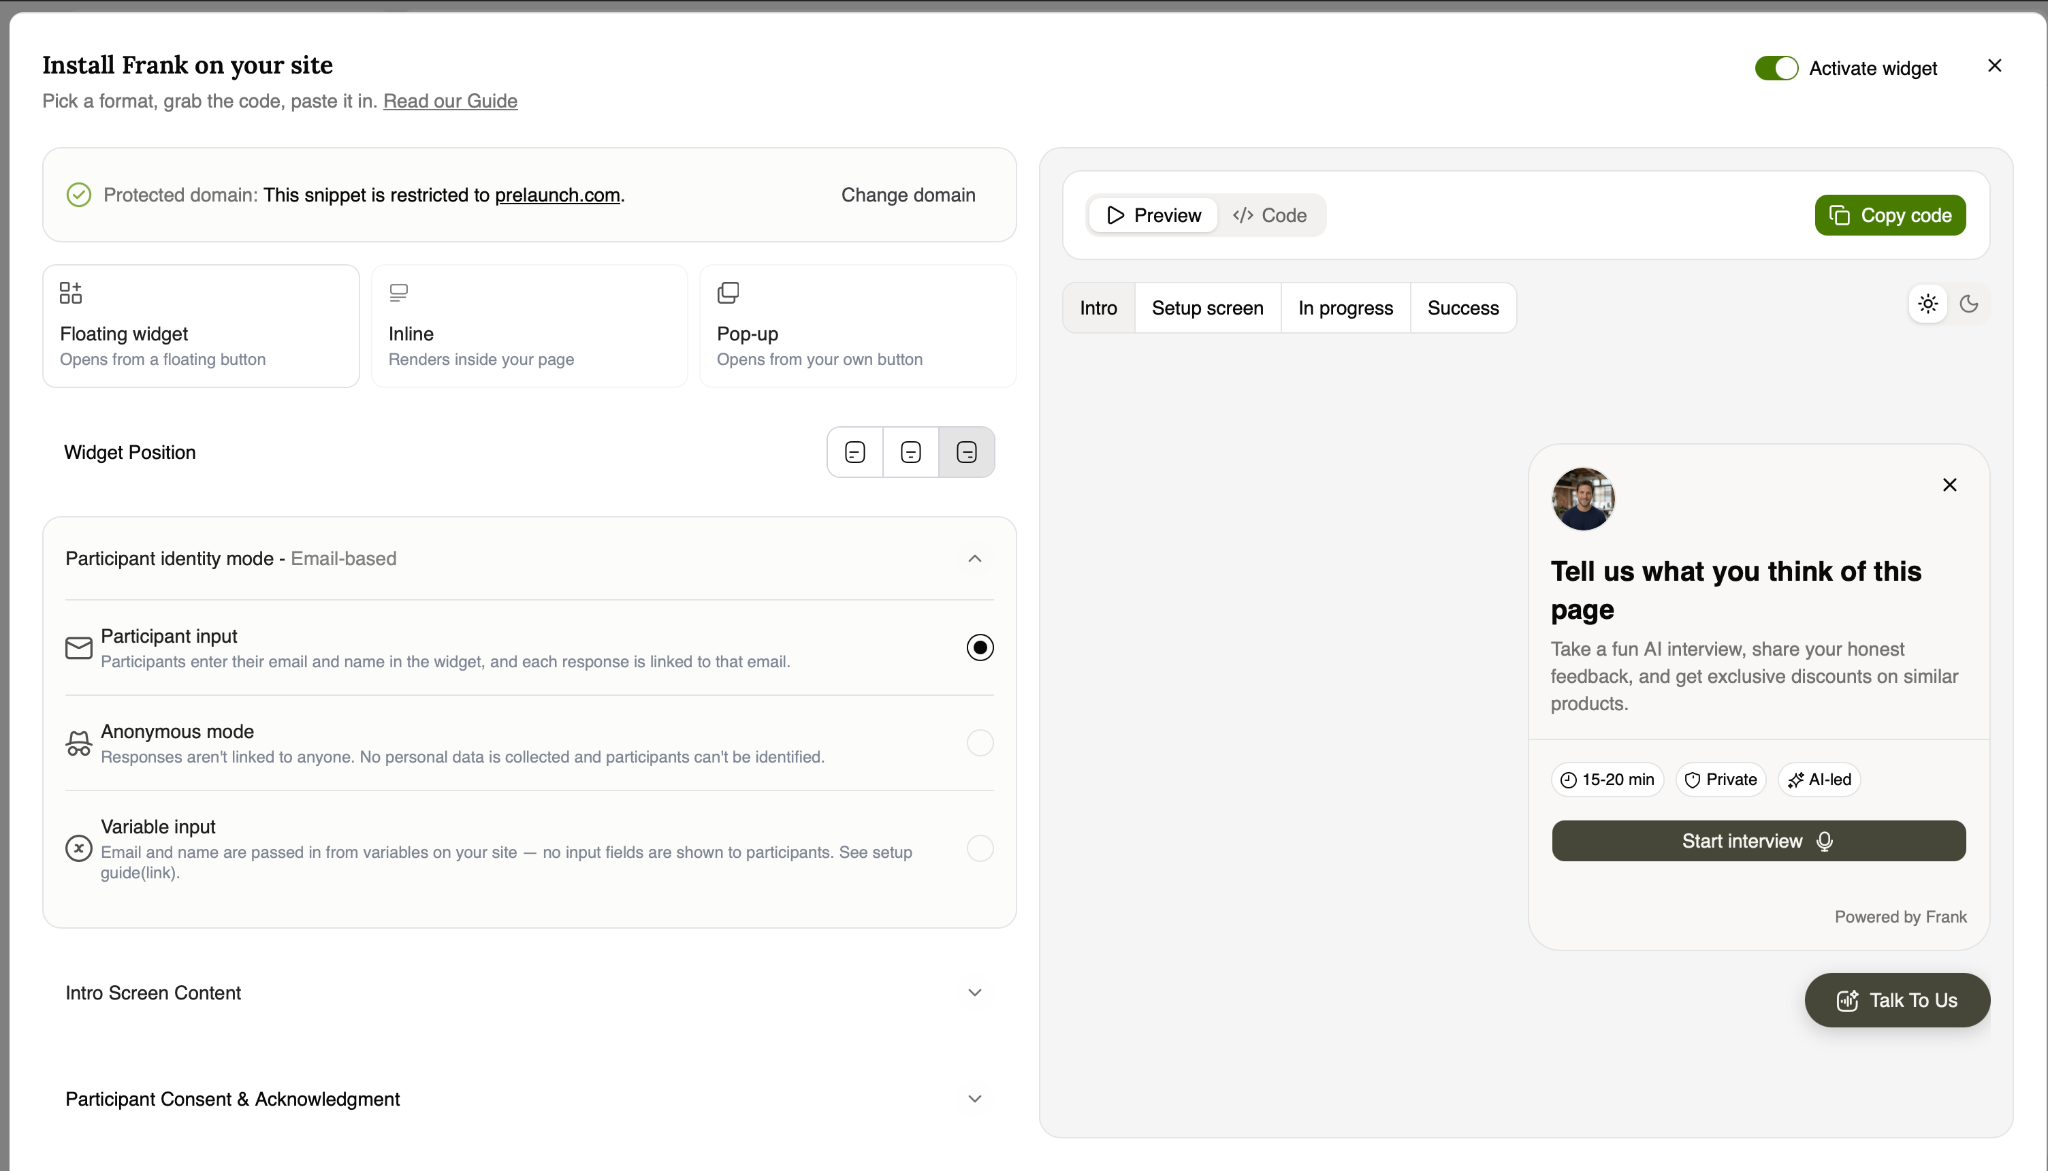 Install Frank on your site
Activate widget
Pick a format, grab the code, paste it in. Read our Guide
Protected domain: This snippet is restricted to prelaunch.com.
Change domain
Floating widget
Opens from a floating button
Inline
Renders inside your page
Pop-up
Opens from your own button
Widget Position
Participant identity mode - Email-based
Participant input
Participants enter their email and name in the widget, and each response is linked to that email.
Anonymous mode
Responses aren't linked to anyone. No personal data is collected and participants can't be identified.
Variable input
Email and name are passed in from variables on your site — no input fields are shown to participants. See setup
guide(link).
Intro Screen Content
Participant Consent & Acknowledgment
Preview
</> Code
Copy code
Intro
Setup screen
In progress
Success
Tell us what you think of this
page
Take a fun AI interview, share your honest
feedback, and get exclusive discounts on similar
products.
15-20 min
Private
AI-led
Start interview
Powered by Frank
Talk To Us